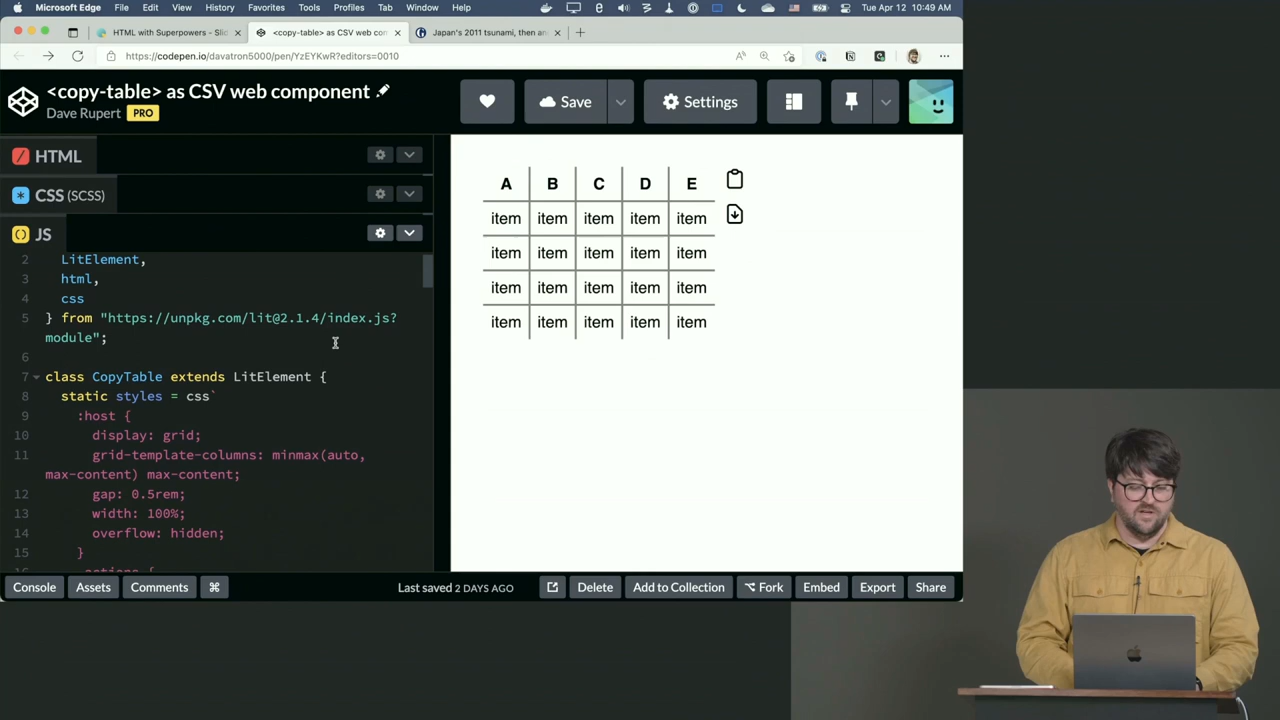 Microsoft Edge File Edit View History Favorites Tools Profiles Tab Window Help Tue Apr 12 10:49 AM
HTML with Superpowers - Slid <copy-table> as CSV web com Japan's 2011 tsunami, then an
https://codepen.io/davatron5000/pen/YzEYKwR?editors=0010
<copy-table> as CSV web component
Dave Rupert PRO
Save Settings
HTML
CSS (SCSS)
JS
2 LitElement,
3 html,
4 css
5 } from "https://unpkg.com/lit@2.1.4/index.js?
module";
6
7 class CopyTable extends LitElement {
8 static styles = css`
9 :host {
10 display: grid;
11 grid-template-columns: minmax(auto,
max-content) max-content;
12 gap: 0.5rem;
13 width: 100%;
14 overflow: hidden;
15 }
A B C D E
item item item item item
item item item item item
item item item item item
item item item item item
Console Assets Comments ⌘ Last saved 2 DAYS AGO Delete Add to Collection Fork Embed Export Share